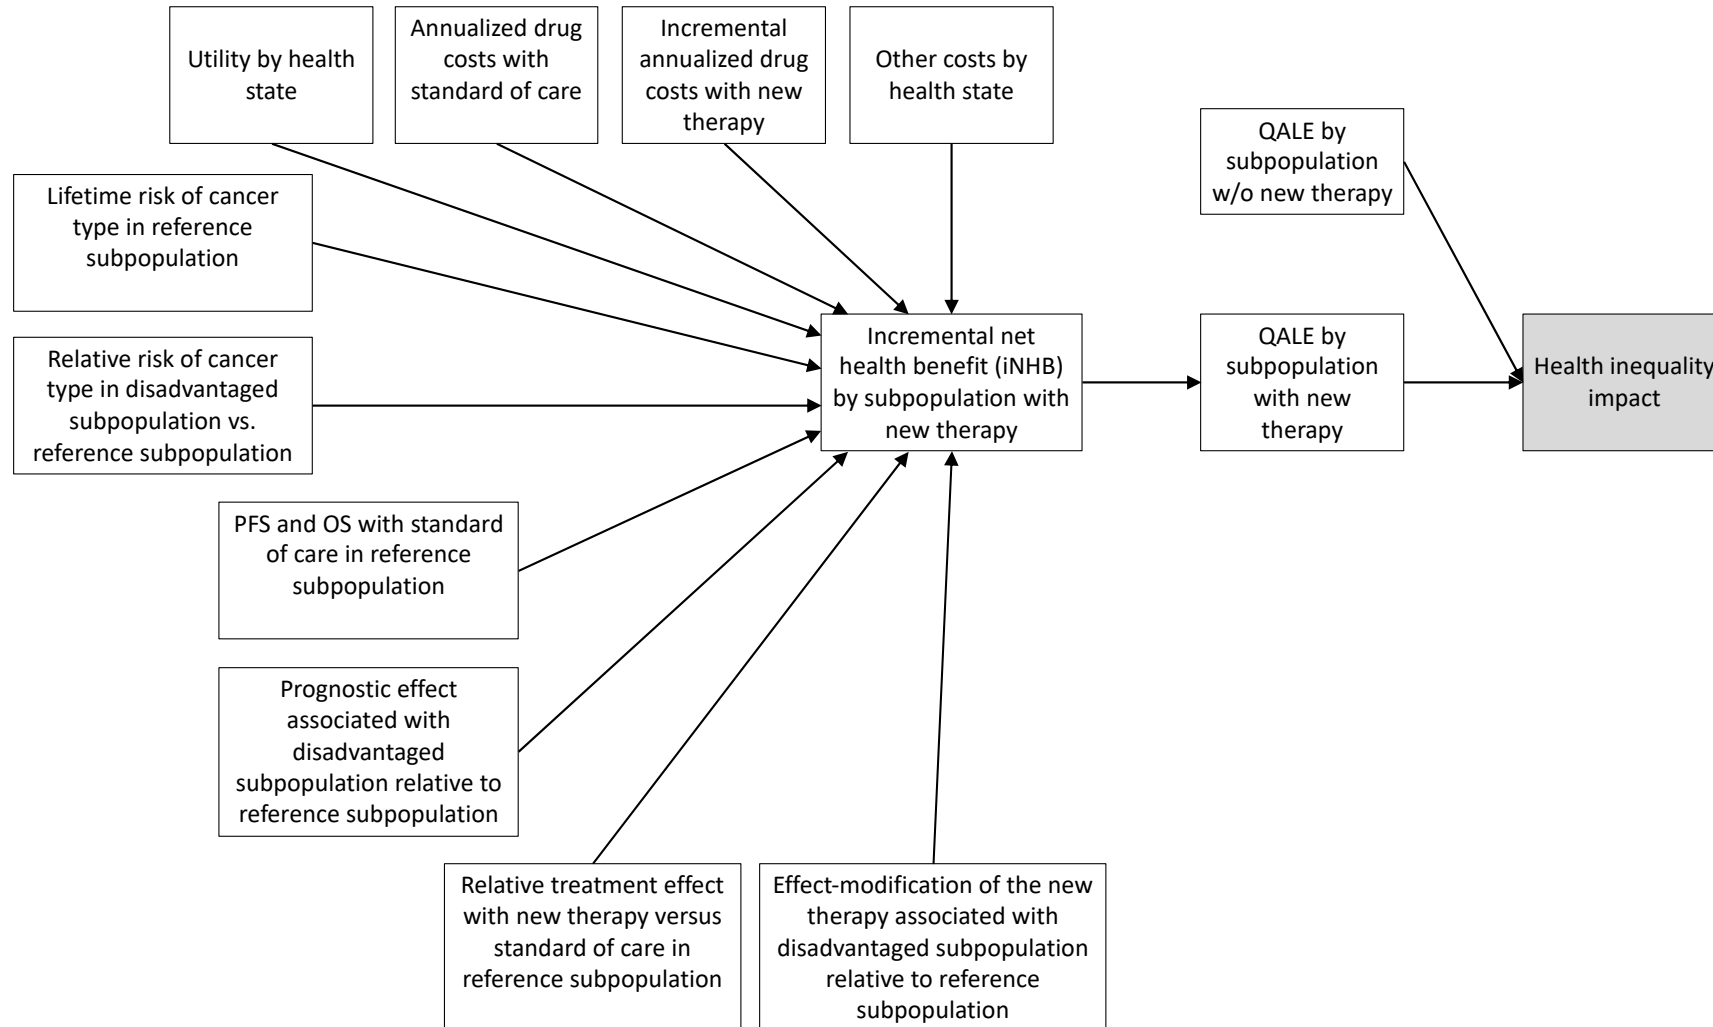 Utility by health
state
Annualized drug
costs with
standard of care
Incremental
annualized drug
costs with new
therapy
Other costs by
health state
QALE by
subpopulation
w/o new therapy
Lifetime risk of cancer
type in reference
subpopulation
Relative risk of cancer
type in disadvantaged
subpopulation vs.
reference subpopulation
Incremental net
health benefit (iNHB)
by subpopulation with
new therapy
QALE by
subpopulation
with new
therapy
Health inequality
impact
PFS and OS with standard
of care in reference
subpopulation
Prognostic effect
associated with
disadvantaged
subpopulation relative to
reference subpopulation
Relative treatment effect
with new therapy versus
standard of care in
reference subpopulation
Effect-modification of the new
therapy associated with
disadvantaged subpopulation
relative to reference
subpopulation